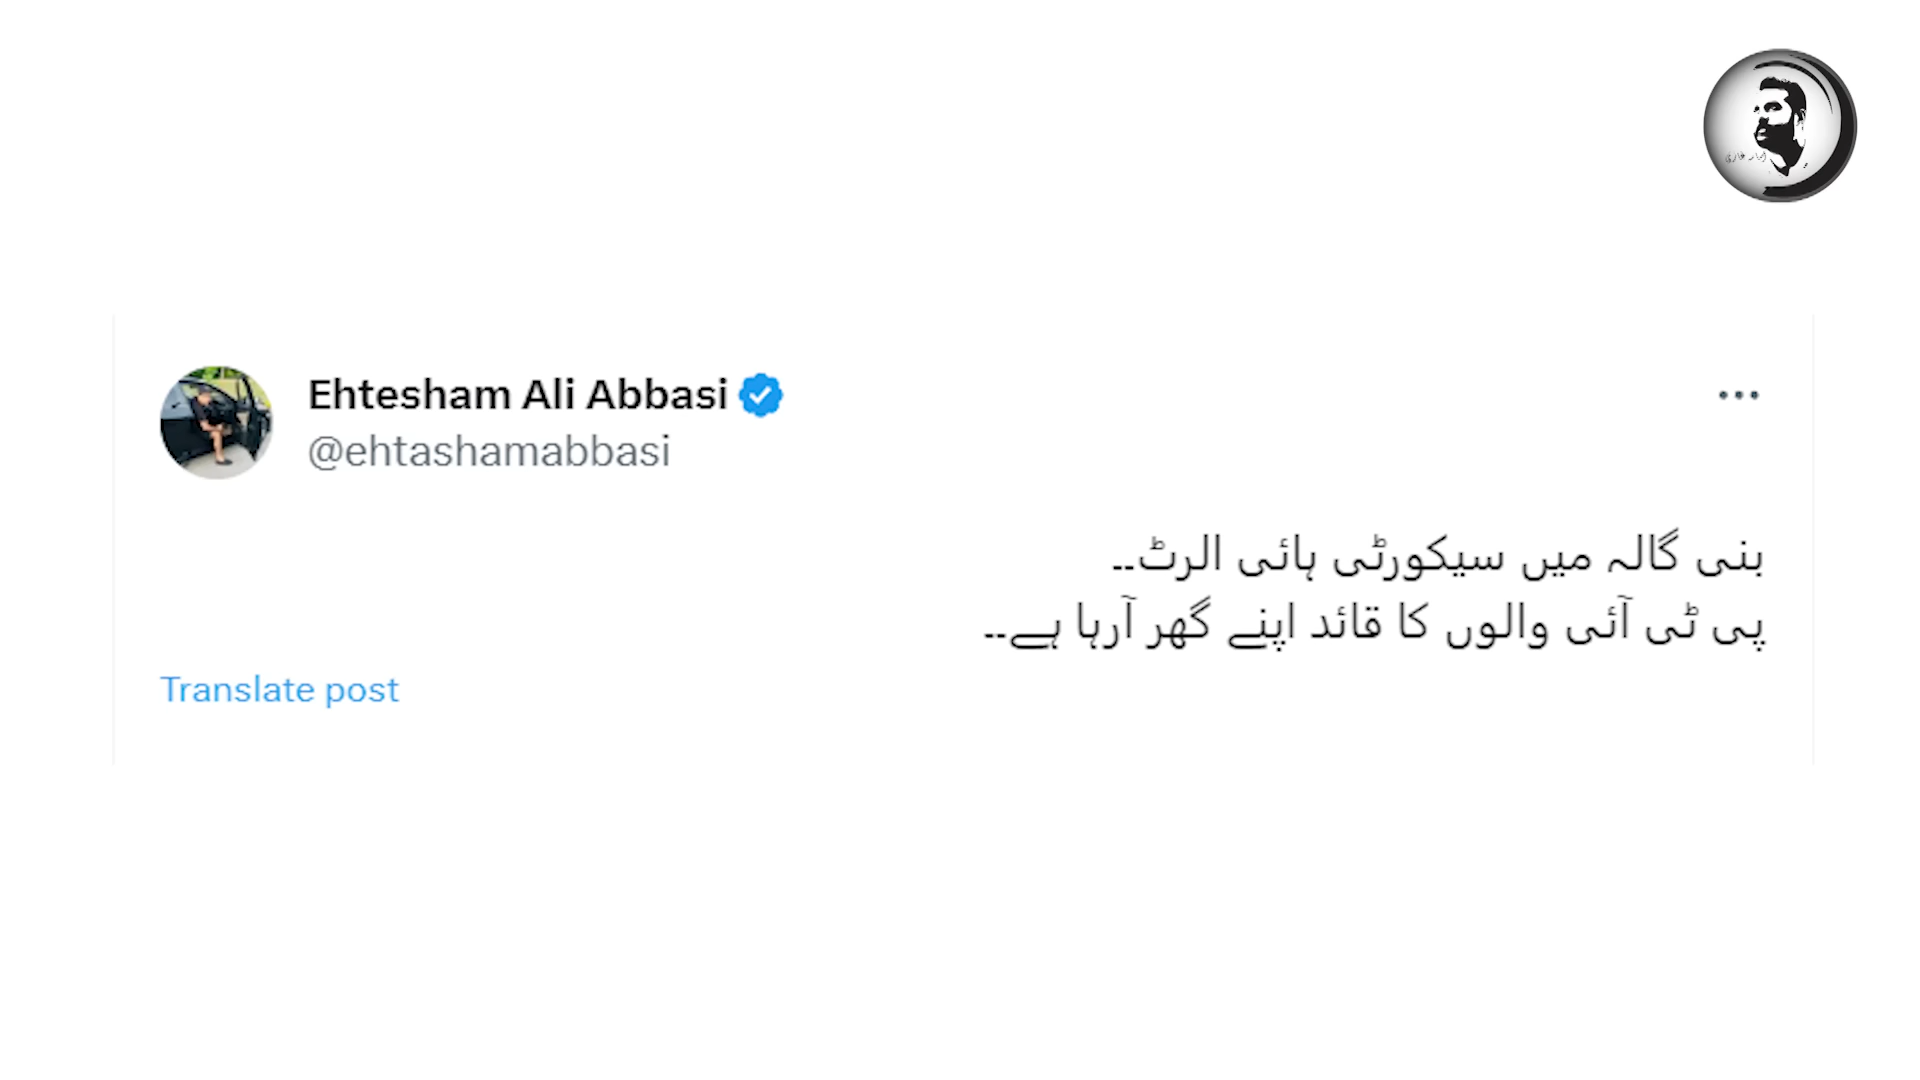 Ehtesham Ali Abbasi
@ehtashamabbasi
بنی گالہ میں سیکورٹی ہائی الرٹ۔۔
پی ٹی آئی والوں کا قائد اپنے گھر آرہا ہے۔۔
Translate post